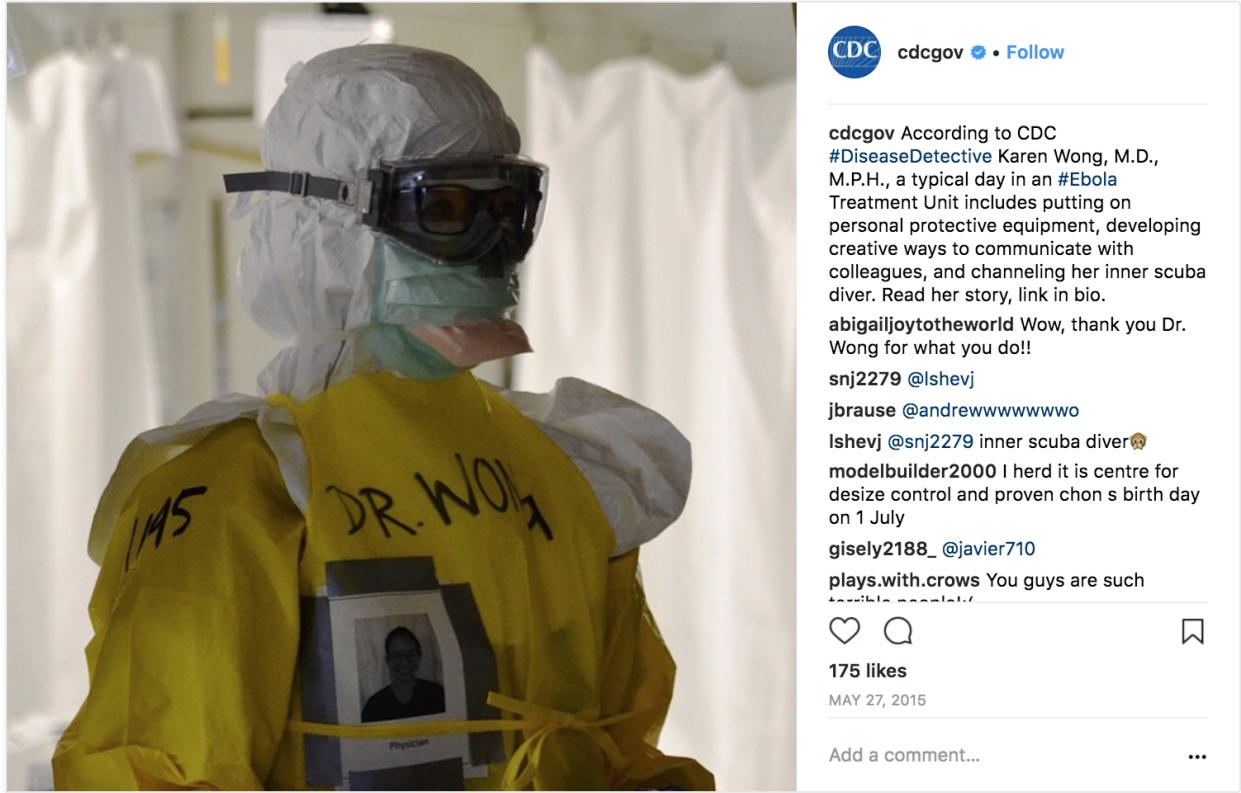 CDC
cdcgov • Follow
cdcgov According to CDC
#DiseaseDetective Karen Wong, M.D.,
M.P.H., a typical day in an #Ebola
Treatment Unit includes putting on
personal protective equipment, developing
creative ways to communicate with
colleagues, and channeling her inner scuba
diver. Read her story, link in bio.
abigailjoytotheworld Wow, thank you Dr.
Wong for what you do!!
snj2279 @lshevj
jbrause @andrewwwwwwwo
lshevj @snj2279 inner scuba diver🙊
modelbuilder2000 I herd it is centre for
desize control and proven chon s birth day
on 1 July
gisely2188_ @javier710
plays.with.crows You guys are such
175 likes
MAY 27, 2015
Add a comment...
DR. WONG
Physician